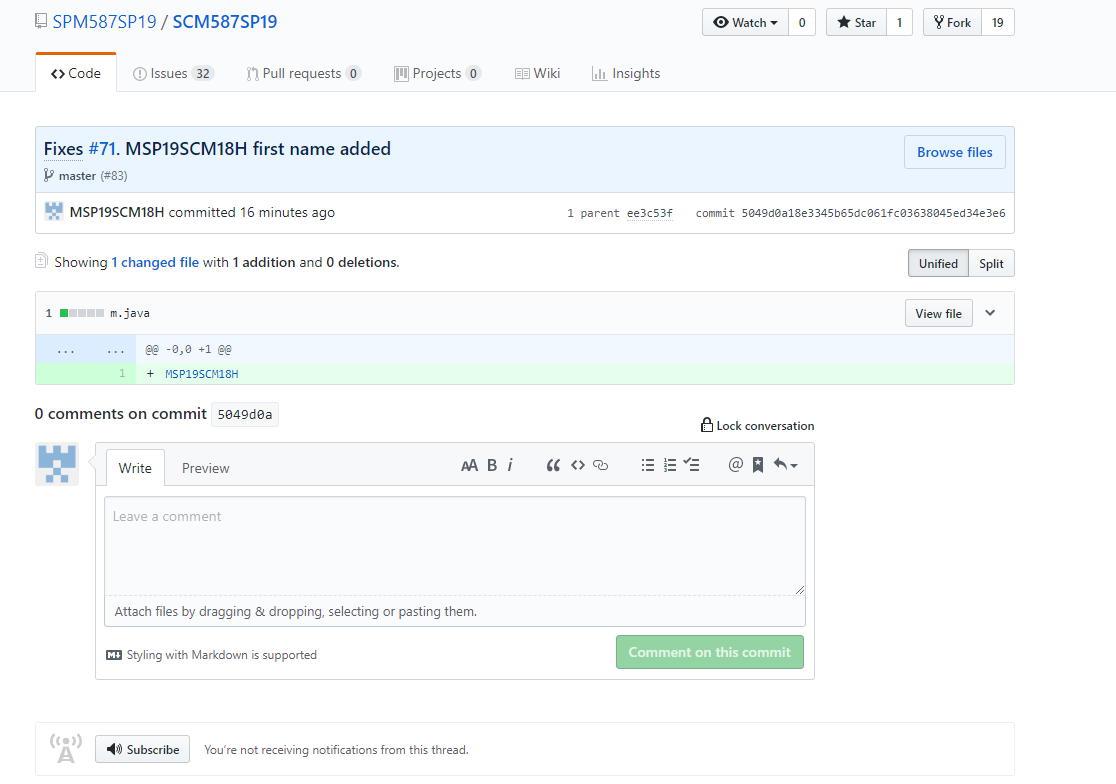 SPM587SP19 / SCM587SP19
Watch 0 Star 1 Fork 19
Code Issues 32 Pull requests 0 Projects 0 Wiki Insights
Fixes #71. MSP19SCM18H first name added
Browse files
master (#83)
MSP19SCM18H committed 16 minutes ago 1 parent ee3c53f commit 5049d0a18e3345b65dc061fc03638045ed34e3e6
Showing 1 changed file with 1 addition and 0 deletions.
Unified Split
1 m.java View file
... ... @@ -0,0 +1 @@
1 + MSP19SCM18H
0 comments on commit 5049d0a
Lock conversation
Write Preview AA B i
Leave a comment
Attach files by dragging & dropping, selecting or pasting them.
Styling with Markdown is supported
Comment on this commit
Subscribe You're not receiving notifications from this thread.